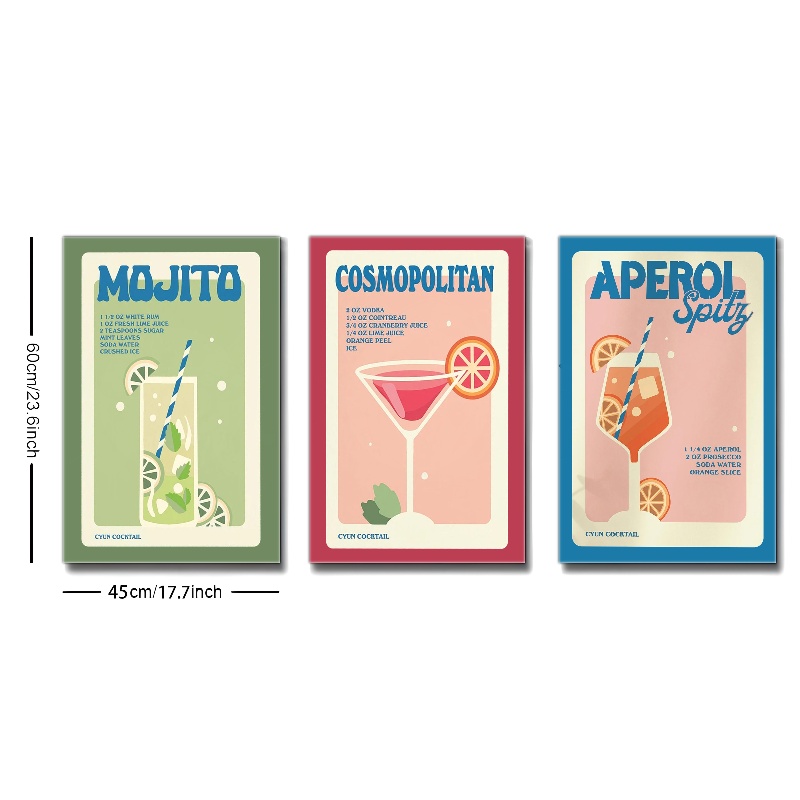 MOJITO
1 1/2 OZ WHITE RUM
1 OZ FRESH LIME JUICE
2 TEASPOONS SUGAR
MINT LEAVES
SODA WATER
CRUSHED ICE
CYUN COCKTAIL
COSMOPOLITAN
2 OZ VODKA
1/2 OZ COINTREAU
3/4 OZ CRANBERRY JUICE
1/4 OZ LIME JUICE
ORANGE PEEL
ICE
CYUN COCKTAIL
APEROL
Spitz
1 1/4 OZ APEROL
2 OZ PROSECCO
SODA WATER
ORANGE SLICE
CYUN COCKTAIL
60cm/23.6inch
45cm/17.7inch